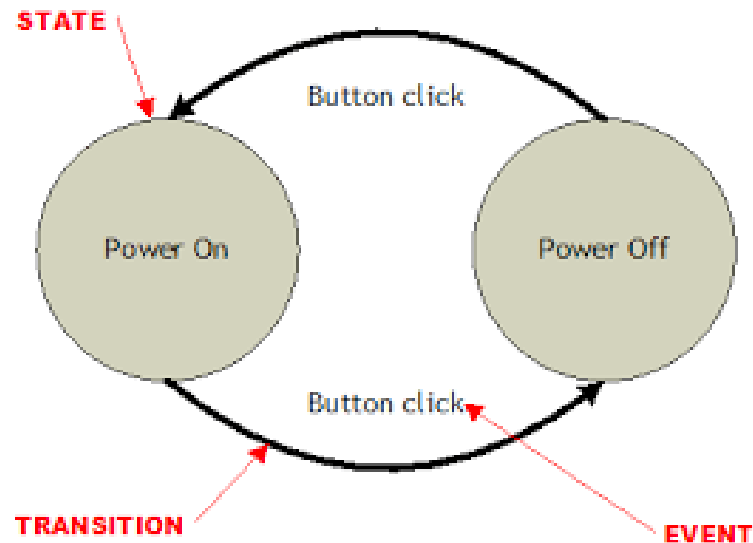 STATE
Button click
Power On
Power Off
Button click
TRANSITION
EVENT